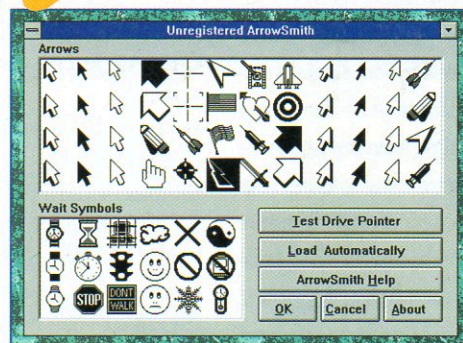 Unregistered ArrowSmith
Arrows
Wait Symbols
STOP
DONT
WALK
Test Drive Pointer
Load Automatically
ArrowSmith Help
OK
Cancel
About